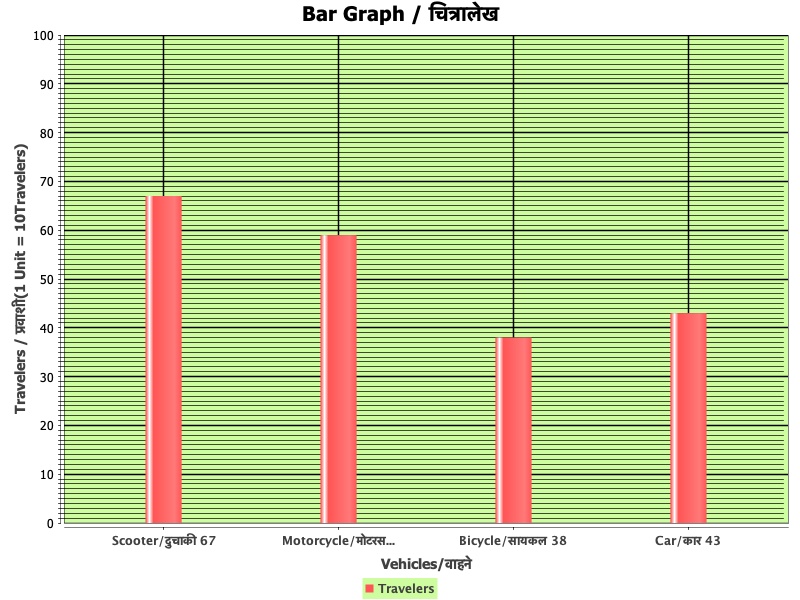 Bar Graph / चित्रालेख
Travelers / प्रवाशी(1 Unit = 10Travelers)
100
90
80
70
60
50
40
30
20
10
0
Scooter/दुचाकी 67 Motorcycle/मोटरस... Bicycle/सायकल 38 Car/कार 43
Vehicles/वाहने
Travelers